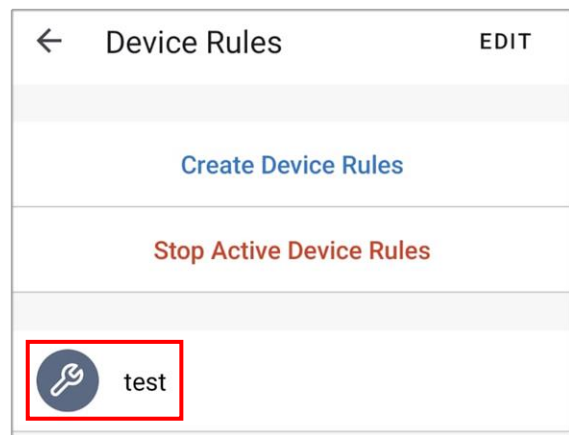 Device Rules EDIT
Create Device Rules
Stop Active Device Rules
test